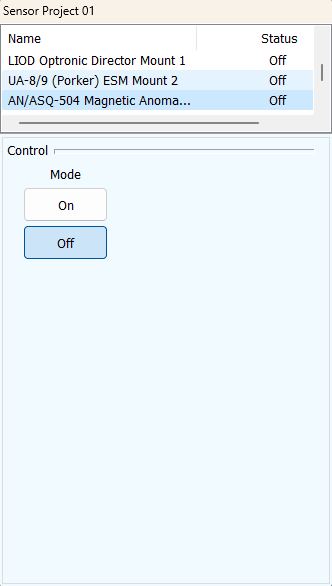 Sensor Project 01
Name Status
LIOD Optronic Director Mount 1 Off
UA-8/9 (Porker) ESM Mount 2 Off
AN/ASQ-504 Magnetic Anoma... Off
Control
Mode
On
Off